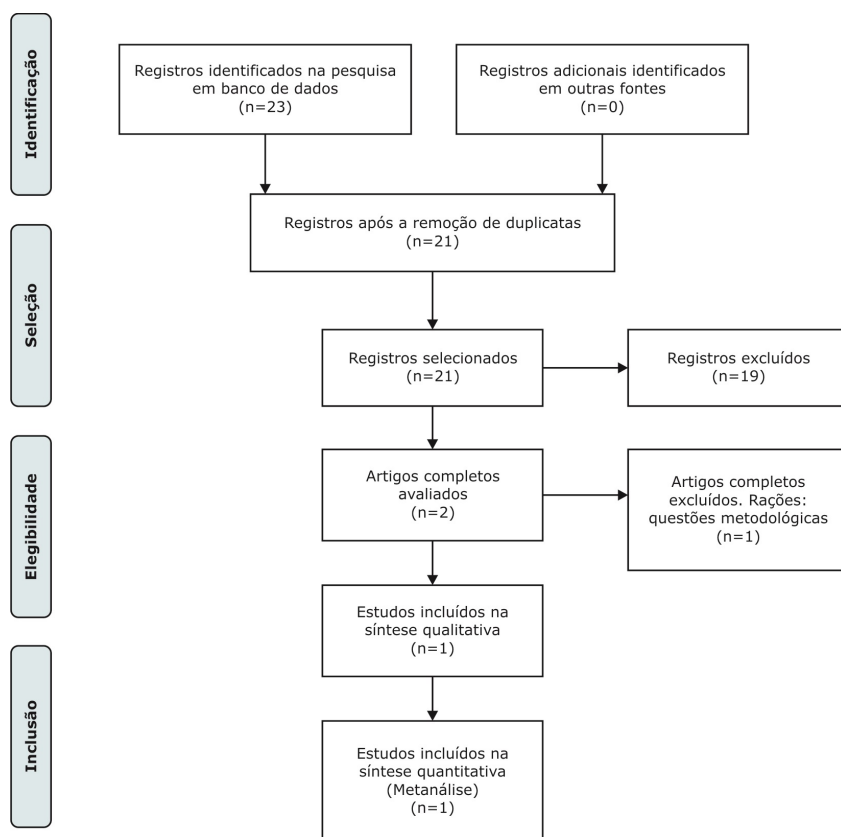 Identificação
Registros identificados na pesquisa
em banco de dados
(n=23)
Registros adicionais identificados
em outras fontes
(n=0)
Registros após a remoção de duplicatas
(n=21)
Seleção
Registros selecionados
(n=21)
Registros excluídos
(n=19)
Elegibilidade
Artigos completos
avaliados
(n=2)
Artigos completos
excluídos. Rações:
questões metodológicas
(n=1)
Estudos incluídos na
síntese qualitativa
(n=1)
Inclusão
Estudos incluídos na
síntese quantitativa
(Metanálise)
(n=1)